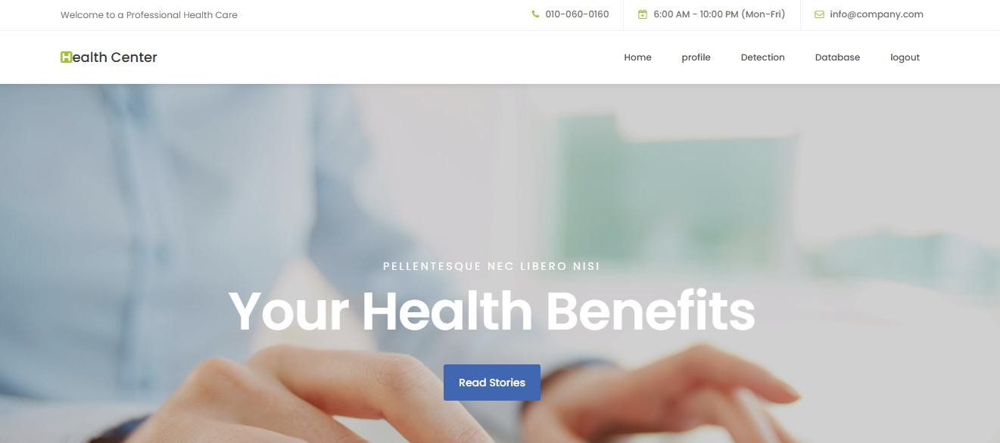 Welcome to a Professional Health Care
010-060-0160
6:00 AM - 10:00 PM (Mon-Fri)
info@company.com
Health Center
Home
profile
Detection
Database
logout
PELLENTESQUE NEC LIBERO NISI
Your Health Benefits
Read Stories